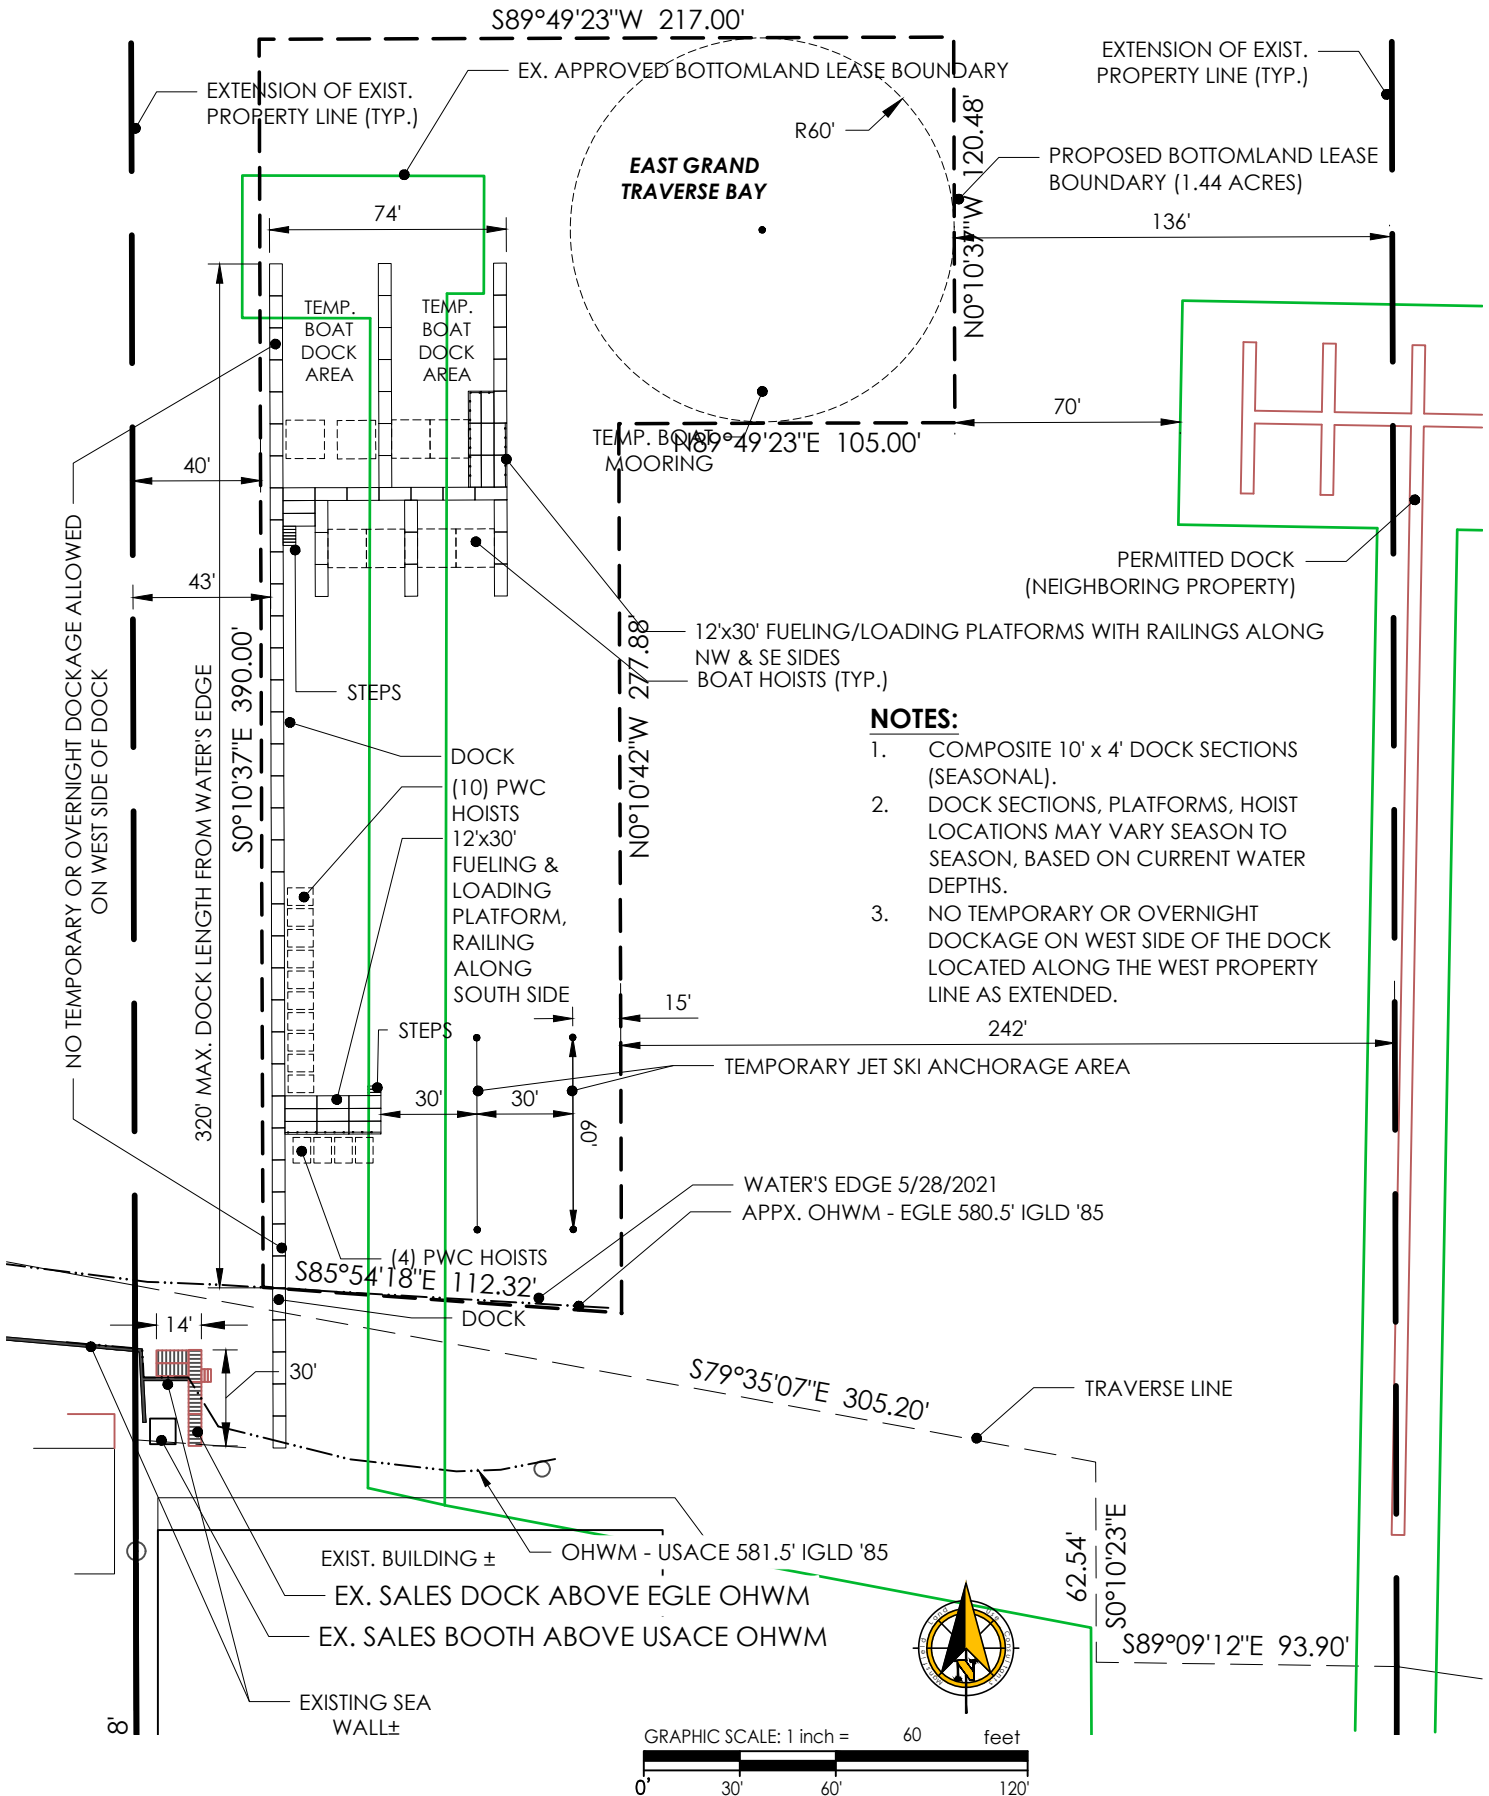 S89°49'23"W 217.00'
EXTENSION OF EXIST.
PROPERTY LINE (TYP.)
EX. APPROVED BOTTOMLAND LEASE BOUNDARY
EXTENSION OF EXIST.
PROPERTY LINE (TYP.)
R60'
EAST GRAND
TRAVERSE BAY
N0°10'37"W 120.48'
PROPOSED BOTTOMLAND LEASE
BOUNDARY (1.44 ACRES)
74'
136'
TEMP.
BOAT
DOCK
AREA
TEMP.
BOAT
DOCK
AREA
70'
TEMP. BOAT
MOORING
N89°49'23"E 105.00'
40'
43'
PERMITTED DOCK
(NEIGHBORING PROPERTY)
NO TEMPORARY OR OVERNIGHT DOCKAGE ALLOWED
ON WEST SIDE OF DOCK
320' MAX. DOCK LENGTH FROM WATER'S EDGE
S0°10'37"E 390.00'
N0°10'42"W 277.88'
12'x30' FUELING/LOADING PLATFORMS WITH RAILINGS ALONG
NW & SE SIDES
BOAT HOISTS (TYP.)
STEPS
DOCK
(10) PWC
HOISTS
12'x30'
FUELING &
LOADING
PLATFORM,
RAILING
ALONG
SOUTH SIDE
NOTES:
1. COMPOSITE 10' x 4' DOCK SECTIONS
(SEASONAL).
2. DOCK SECTIONS, PLATFORMS, HOIST
LOCATIONS MAY VARY SEASON TO
SEASON, BASED ON CURRENT WATER
DEPTHS.
3. NO TEMPORARY OR OVERNIGHT
DOCKAGE ON WEST SIDE OF THE DOCK
LOCATED ALONG THE WEST PROPERTY
LINE AS EXTENDED.
15'
242'
STEPS
TEMPORARY JET SKI ANCHORAGE AREA
30'
30'
60'
WATER'S EDGE 5/28/2021
APPX. OHWM - EGLE 580.5' IGLD '85
(4) PWC HOISTS
S85°54'18"E 112.32'
DOCK
14'
30'
S79°35'07"E 305.20'
TRAVERSE LINE
62.54'
S0°10'23"E
S89°09'12"E 93.90'
EXIST. BUILDING ±
OHWM - USACE 581.5' IGLD '85
EX. SALES DOCK ABOVE EGLE OHWM
EX. SALES BOOTH ABOVE USACE OHWM
EXISTING SEA
WALL±
8'
Mansfield Land Use Consultants
N
GRAPHIC SCALE: 1 inch = 60 feet
0' 30' 60' 120'